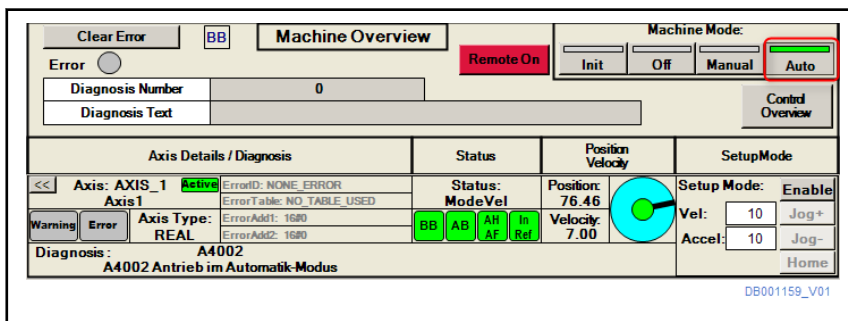 Clear Error BB Machine Overview Machine Mode:
Error Remote On Init Off Manual Auto
Diagnosis Number 0
Diagnosis Text
Control
Overview
Axis Details / Diagnosis Status Position
Velocity SetupMode
<< Axis: AXIS_1 Active ErrorID: NONE_ERROR Status: Position: Setup Mode: Enable
Axis1 ErrorTable: NO_TABLE_USED ModeVel 76.46
Warning Error Axis Type: ErrorAdd1: 16#0 BB AB AH In Velocity: Vel: 10 Jog+
REAL ErrorAdd2: 16#0 AF Ref 7.00 Accel: 10 Jog-
Diagnosis : A4002
A4002 Antrieb im Automatik-Modus Home
DB001159_V01